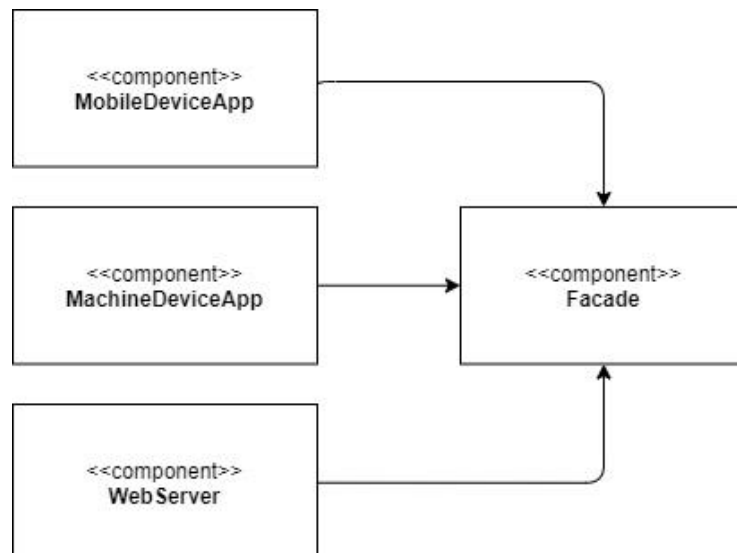 <<component>>
MobileDeviceApp
<<component>>
MachineDeviceApp
<<component>>
Facade
<<component>>
WebServer